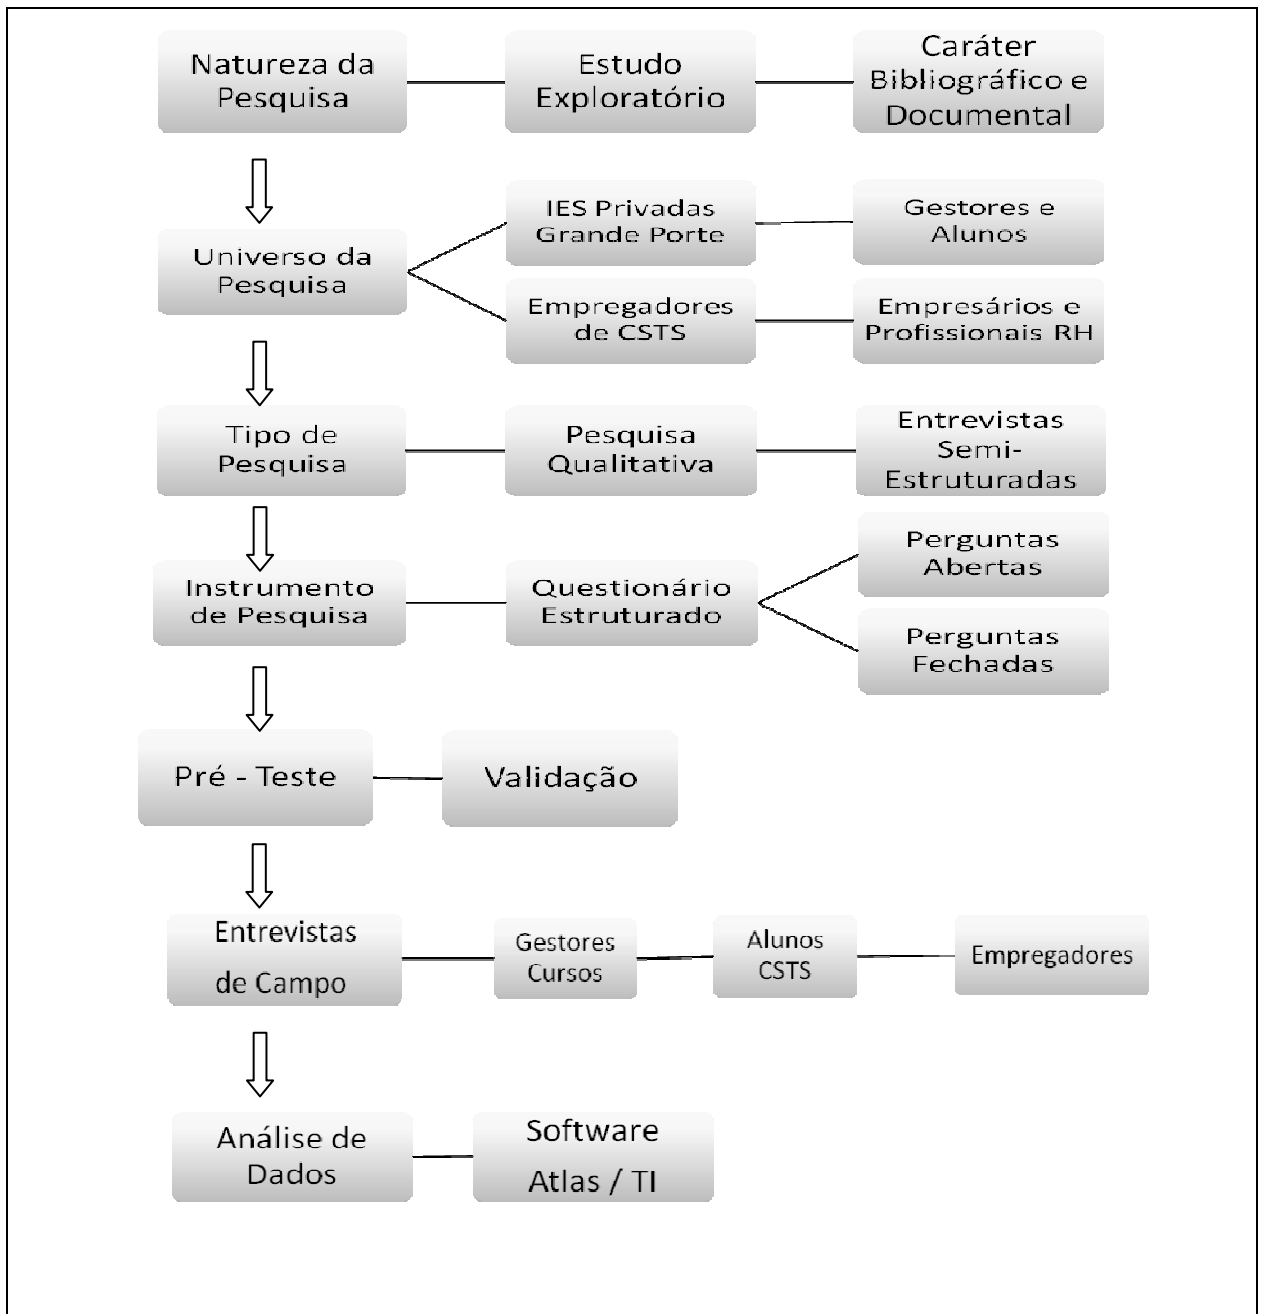 Natureza da
Pesquisa
Estudo
Exploratório
Caráter
Bibliográfico e
Documental
Universo da
Pesquisa
IES Privadas
Grande Porte
Gestores e
Alunos
Empregadores
de CSTS
Empresários e
Profissionais RH
Tipo de
Pesquisa
Pesquisa
Qualitativa
Entrevistas
Semi-
Estruturadas
Instrumento
de Pesquisa
Questionário
Estruturado
Perguntas
Abertas
Perguntas
Fechadas
Pré - Teste
Validação
Entrevistas
de Campo
Gestores
Cursos
Alunos
CSTS
Empregadores
Análise de
Dados
Software
Atlas / TI